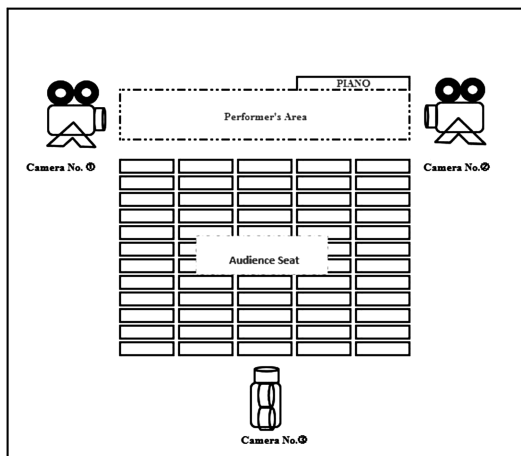 PIANO
Performer's Area
Camera No. ①
Camera No.②
Audience Seat
Camera No.③